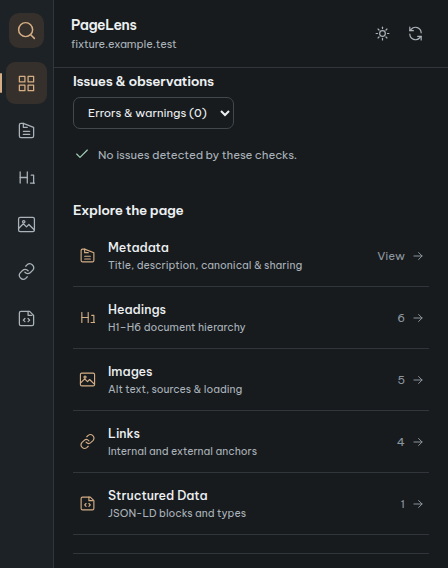 PageLens
fixture.example.test
Issues & observations
Errors & warnings (0)
No issues detected by these checks.
Explore the page
Metadata
Title, description, canonical & sharing
View
H1
Headings
H1–H6 document hierarchy
6
Images
Alt text, sources & loading
5
Links
Internal and external anchors
4
Structured Data
JSON-LD blocks and types
1